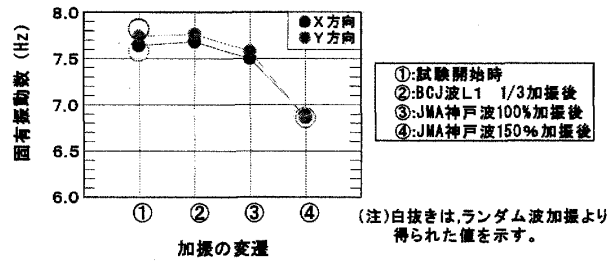 固有振動数 (Hz)
8.0
7.5
7.0
6.5
6.0
●X方向
●Y方向
① ② ③ ④
加振の変遷
①:試験開始時
②:BCJ波L1 1/3加振後
③:JMA神戸波100%加振後
④:JMA神戸波150%加振後
(注)白抜きは,ランダム波加振より
得られた値を示す。